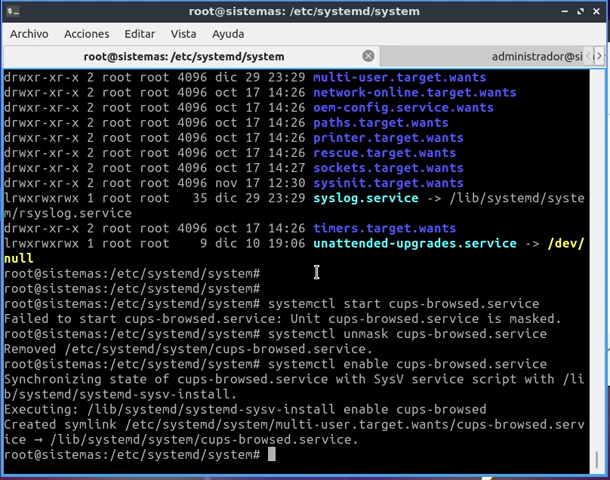 root@sistemas: /etc/systemd/system
Archivo Acciones Editar Vista Ayuda
root@sistemas: /etc/systemd/system administrador@si
drwxr-xr-x 2 root root 4096 dic 29 23:29 multi-user.target.wants
drwxr-xr-x 2 root root 4096 oct 17 14:26 network-online.target.wants
drwxr-xr-x 2 root root 4096 oct 17 14:26 oem-config.service.wants
drwxr-xr-x 2 root root 4096 oct 17 14:26 paths.target.wants
drwxr-xr-x 2 root root 4096 oct 17 14:26 printer.target.wants
drwxr-xr-x 2 root root 4096 oct 17 14:26 rescue.target.wants
drwxr-xr-x 2 root root 4096 oct 17 14:27 sockets.target.wants
drwxr-xr-x 2 root root 4096 nov 17 12:30 sysinit.target.wants
lrwxrwxrwx 1 root root 35 dic 29 23:29 syslog.service -> /lib/systemd/syste
m/rsyslog.service
drwxr-xr-x 2 root root 4096 oct 17 14:26 timers.target.wants
lrwxrwxrwx 1 root root 9 dic 10 19:06 unattended-upgrades.service -> /dev/
null
root@sistemas:/etc/systemd/system#
root@sistemas:/etc/systemd/system#
root@sistemas:/etc/systemd/system# systemctl start cups-browsed.service
Failed to start cups-browsed.service: Unit cups-browsed.service is masked.
root@sistemas:/etc/systemd/system# systemctl unmask cups-browsed.service
Removed /etc/systemd/system/cups-browsed.service.
root@sistemas:/etc/systemd/system# systemctl enable cups-browsed.service
Synchronizing state of cups-browsed.service with SysV service script with /li
b/systemd/systemd-sysv-install.
Executing: /lib/systemd/systemd-sysv-install enable cups-browsed
Created symlink /etc/systemd/system/multi-user.target.wants/cups-browsed.serv
ice → /lib/systemd/system/cups-browsed.service.
root@sistemas:/etc/systemd/system#